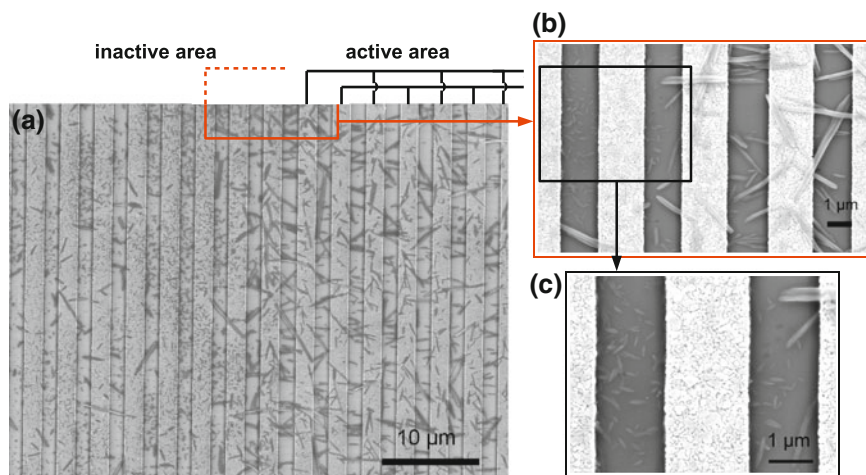 inactive area active area
(a)
10 µm
(b)
1 µm
(c)
1 µm